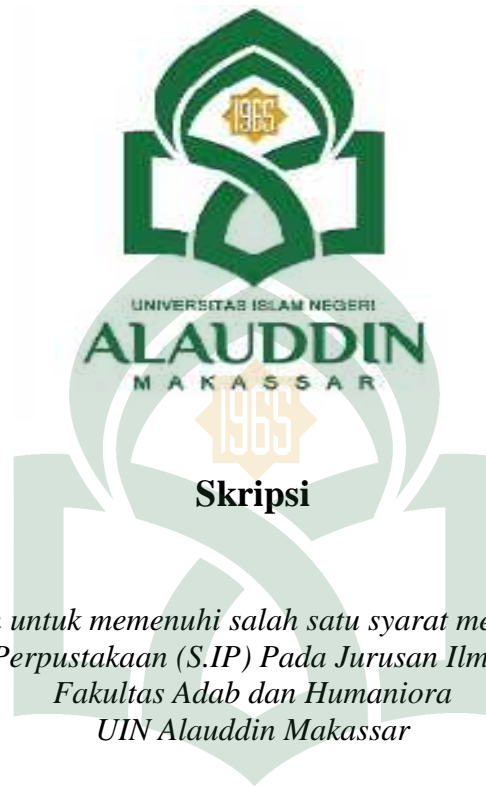 1965
UNIVERSITAS ISLAM NEGERI
ALAUDDIN
MAKASSAR
1965
Skripsi
untuk memenuhi salah satu syarat
Perpustakaan (S.IP) Pada Jurusan
Fakultas Adab dan Humaniora
UIN Alauddin Makassar